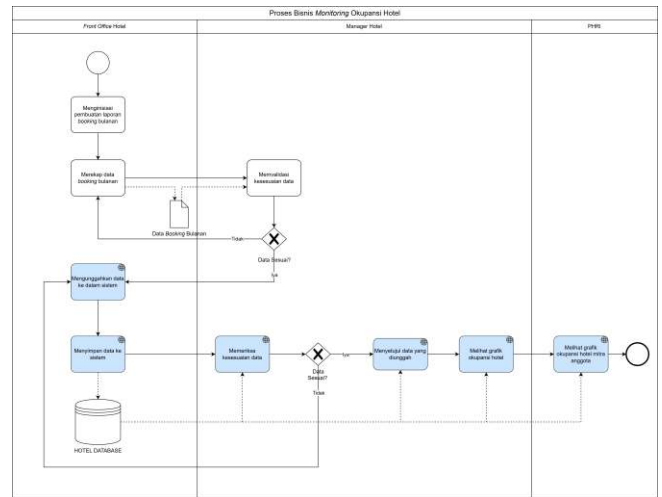 Proses Bisnis Monitoring Okupansi Hotel
Front Office Hotel
Manager Hotel
PHRI
Menginisiasi
pembuatan laporan
booking bulanan
Merekap data
booking bulanan
Memvalidasi
kesesuaian data
Data Booking Bulanan
Tidak
Data Sesuai?
Iya
Mengunggahkan data
ke dalam sistem
Menyimpan data ke
sistem
Memeriksa
kesesuaian data
Data
Sesuai?
Iya
Tidak
Menyetujui data yang
diunggah
Melihat grafik
okupansi hotel
Melihat grafik
okupansi hotel mitra
anggota
HOTEL DATABASE